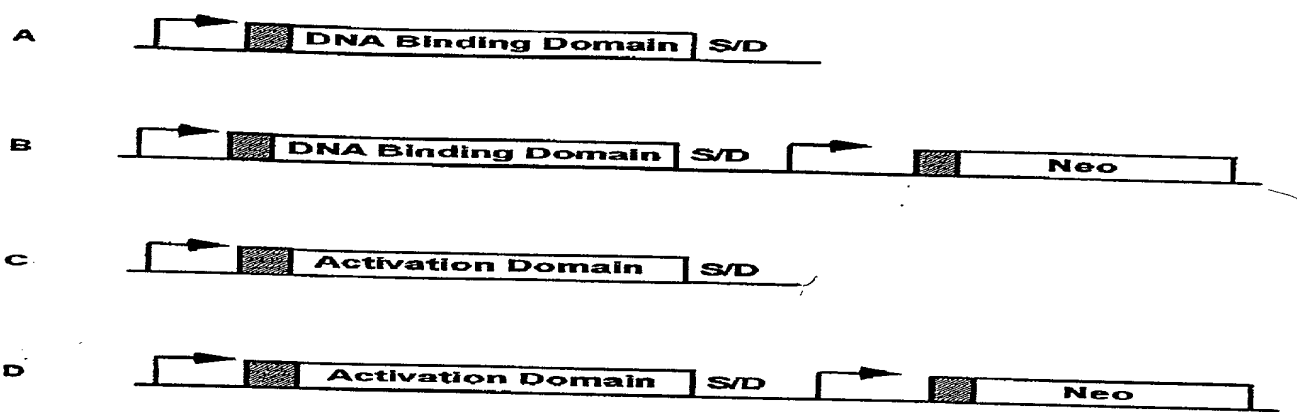 A DNA Binding Domain S/D
B DNA Binding Domain S/D Neo
C Activation Domain S/D
D Activation Domain S/D Neo